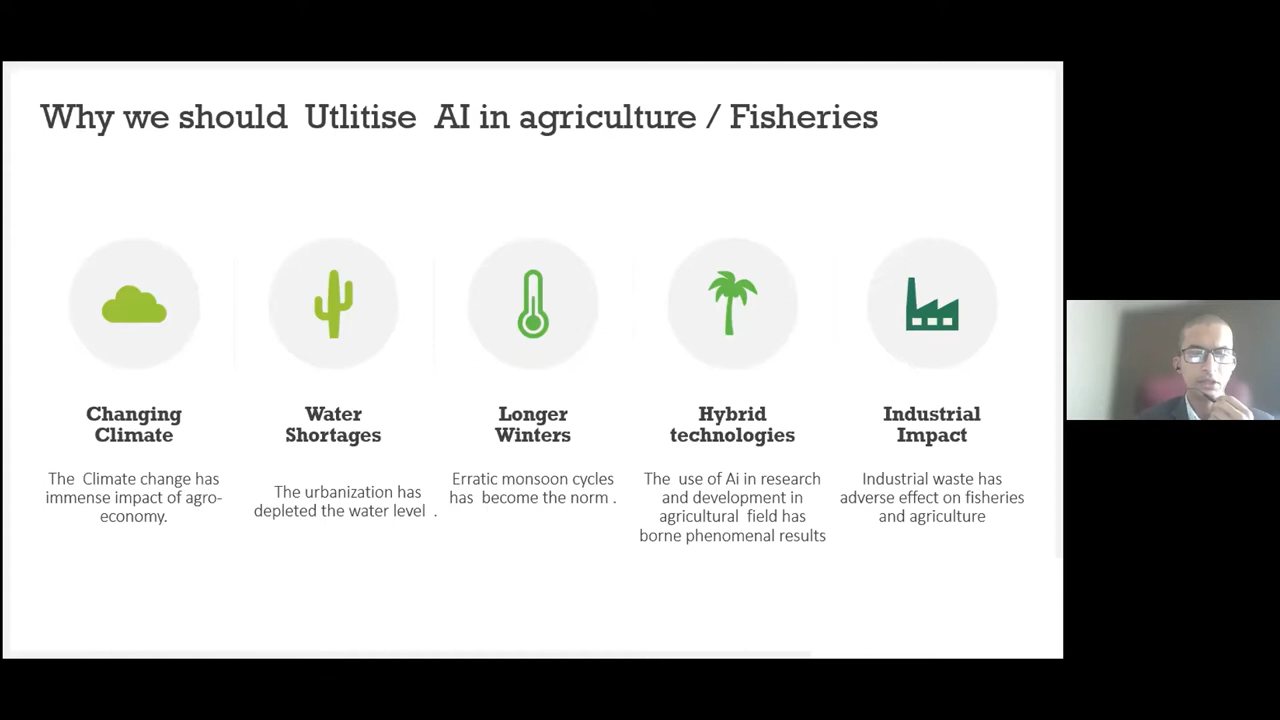 Why we should Utlitise AI in agriculture / Fisheries
Changing
Climate
The Climate change has
immense impact of agro-
economy.
Water
Shortages
The urbanization has
depleted the water level .
Longer
Winters
Erratic monsoon cycles
has become the norm .
Hybrid
technologies
The use of Ai in research
and development in
agricultural field has
borne phenomenal results
Industrial
Impact
Industrial waste has
adverse effect on fisheries
and agriculture